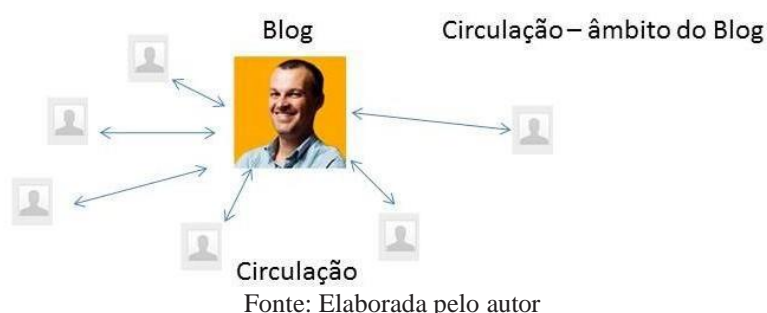 Blog
Circulação – âmbito do Blog
Circulação
Fonte: Elaborada pelo autor